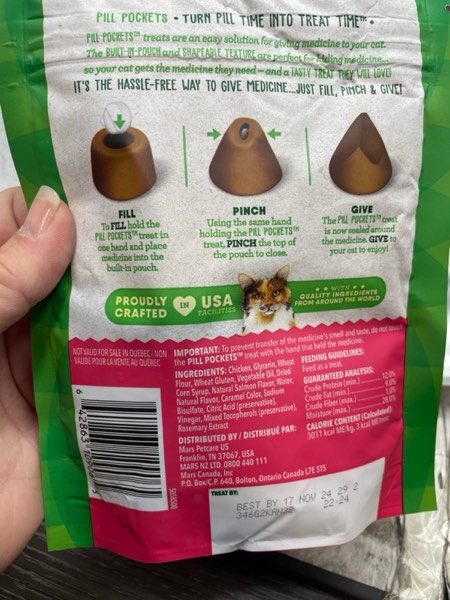 PILL POCKETS • TURN PILL TIME INTO TREAT TIME™ •
PILL POCKETS™ treats are an easy solution for giving medicine to your cat.
The BUILT-IN-POUCH and SHAPEABLE TEXTURE are perfect for hiding medicine...
so your cat gets the medicine they need – and a TASTY TREAT THEY WILL LOVE!
IT'S THE HASSLE-FREE WAY TO GIVE MEDICINE...JUST FILL, PINCH & GIVE!
FILL
To FILL hold the
PILL POCKETS™ treat in
one hand and place
medicine into the
built-in pouch.
PINCH
Using the same hand
holding the PILL POCKETS™
treat, PINCH the top of
the pouch to close.
GIVE
The PILL POCKETS™ treat
is now sealed around
the medicine. GIVE to
your cat to enjoy!
PROUDLY
CRAFTED
IN
USA
FACILITIES
WITH
QUALITY INGREDIENTS
FROM AROUND THE WORLD
NOT VALID FOR SALE IN QUEBEC / NON
VALIDE POUR LA VENTE AU QUÉBEC
IMPORTANT: To prevent transfer of the medicine's smell and taste, do not touch
the PILL POCKETS™ treat with the hand that held the medicine.
INGREDIENTS: Chicken, Glycerin, Wheat
Flour, Wheat Gluten, Vegetable Oil, Dried
Corn Syrup, Natural Salmon Flavor, Water,
Natural Flavor, Caramel Color, Sodium
Bisulfate, Citric Acid (preservative),
Vinegar, Mixed Tocopherols (preservative),
Rosemary Extract
DISTRIBUTED BY / DISTRIBUÉ PAR:
Mars Petcare US
Franklin, TN 37067, USA
MARS NZ LTD. 0800 440 111
Mars Canada, Inc
P.O. Box/C.P. 640, Bolton, Ontario Canada L7E 5T5
FEEDING GUIDELINES:
Feed as a treat.
GUARANTEED ANALYSIS:
Crude Protein (min.) 12.0%
Crude Fat (min.) 9.0%
Crude Fiber (max.)
Moisture (max.)
CALORIE CONTENT (Calculated):
3011 kcal ME/kg, 3 kcal ME/treat
TREAT BY:
BEST BY 17 NOV 24 29 2
22:24